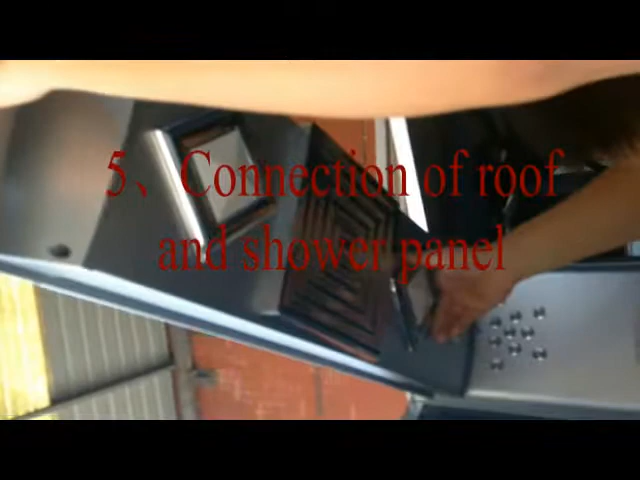 5、Connection of roof
and shower panel